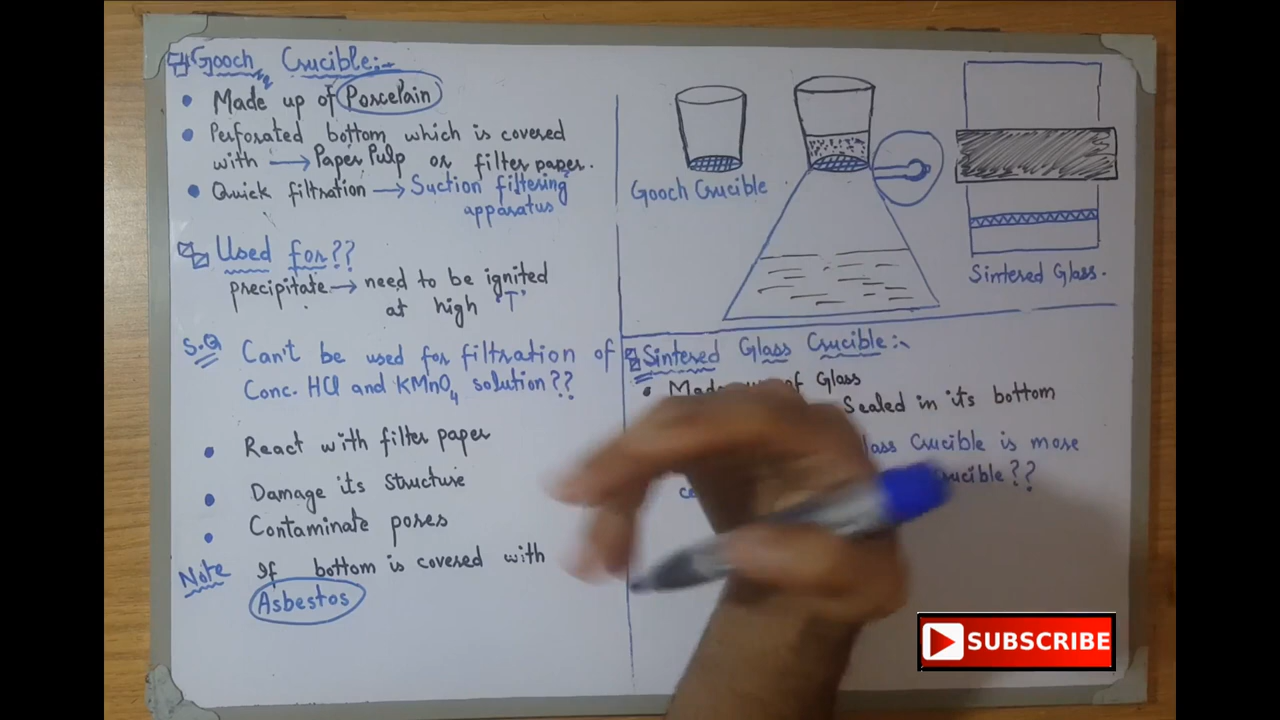 Gooch Crucible:-
• Made up of Porcelain
• Perforated bottom which is covered
with → Paper Pulp or filter paper.
• Quick filtration → Suction filtering
apparatus
Used for??
precipitate → need to be ignited
at high 'T'
S.Q Can't be used for filtration of
Conc. HCl and KMnO4 solution??
• React with filter paper
• Damage its Structure
• Contaminate pores
Note If bottom is covered with
Asbestos
Gooch Crucible
Sintered Glass.
Sintered Glass Crucible:-
• Made up of Glass
Sealed in its bottom
Crucible is more
??
SUBSCRIBE